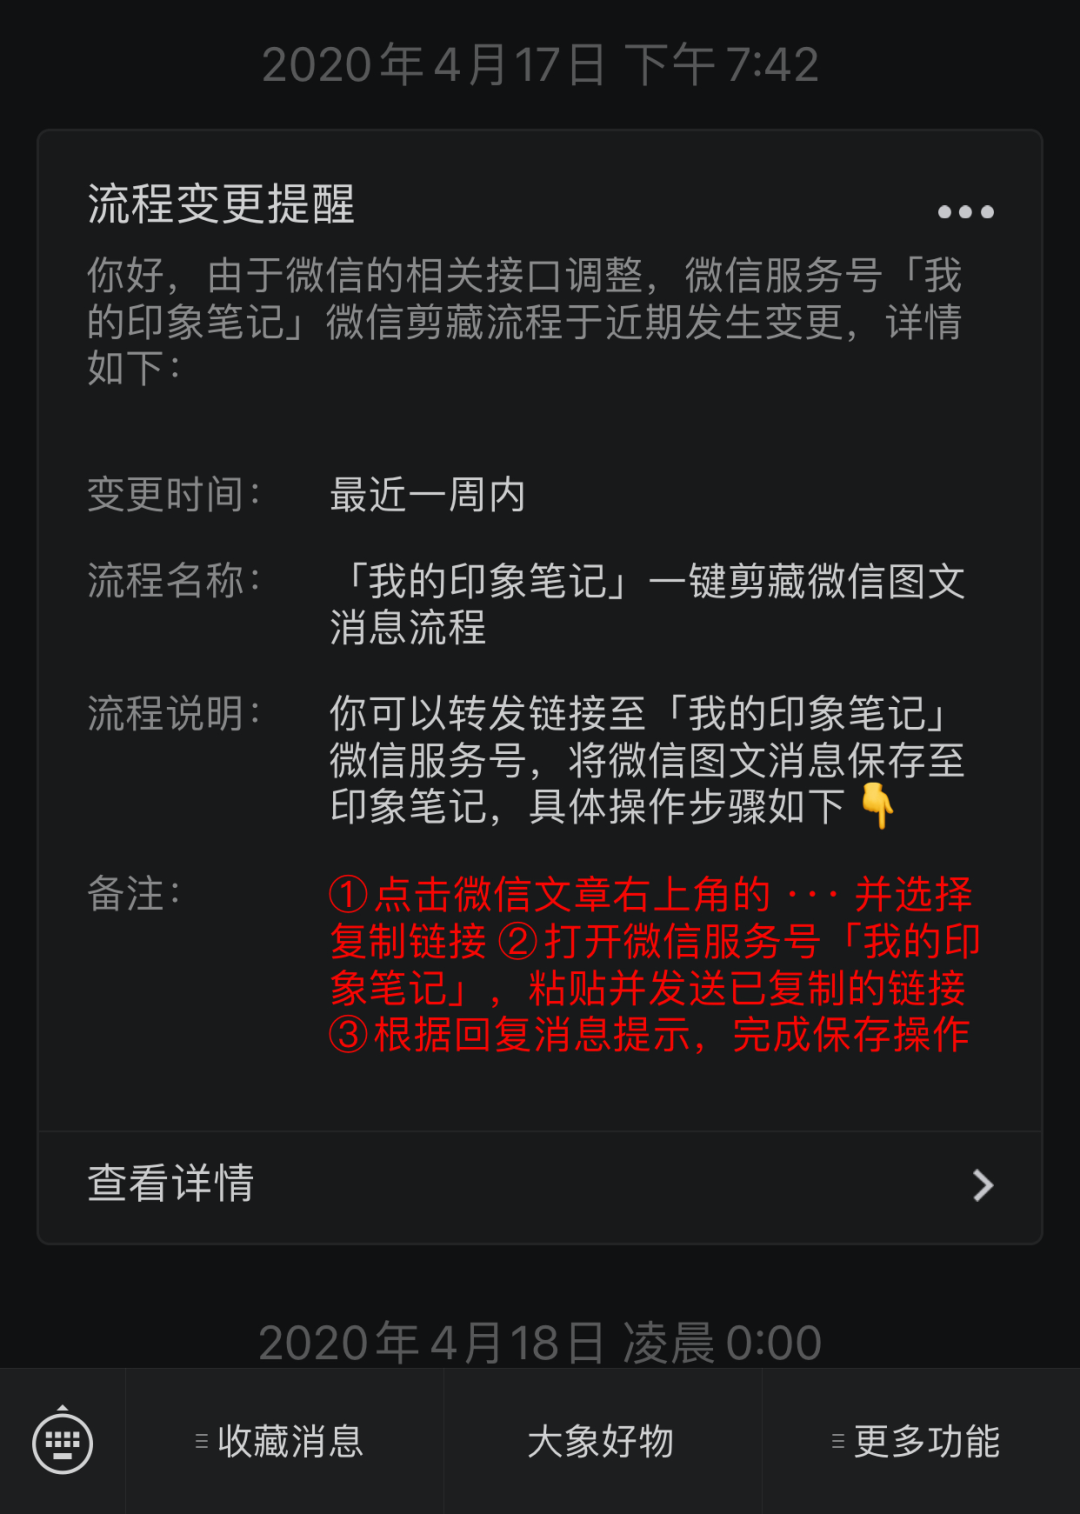 2020年4月17日 下午7:42
流程变更提醒
你好，由于微信的相关接口调整，微信服务号「我
的印象笔记」微信剪藏流程于近期发生变更，详情
如下：
变更时间： 最近一周内
流程名称： 「我的印象笔记」一键剪藏微信图文
消息流程
流程说明： 你可以转发链接至「我的印象笔记」
微信服务号，将微信图文消息保存至
印象笔记，具体操作步骤如下👇
备注： ①点击微信文章右上角的 ··· 并选择
复制链接 ②打开微信服务号「我的印
象笔记」，粘贴并发送已复制的链接
③根据回复消息提示，完成保存操作
查看详情
2020年4月18日 凌晨0:00
收藏消息 大象好物 更多功能